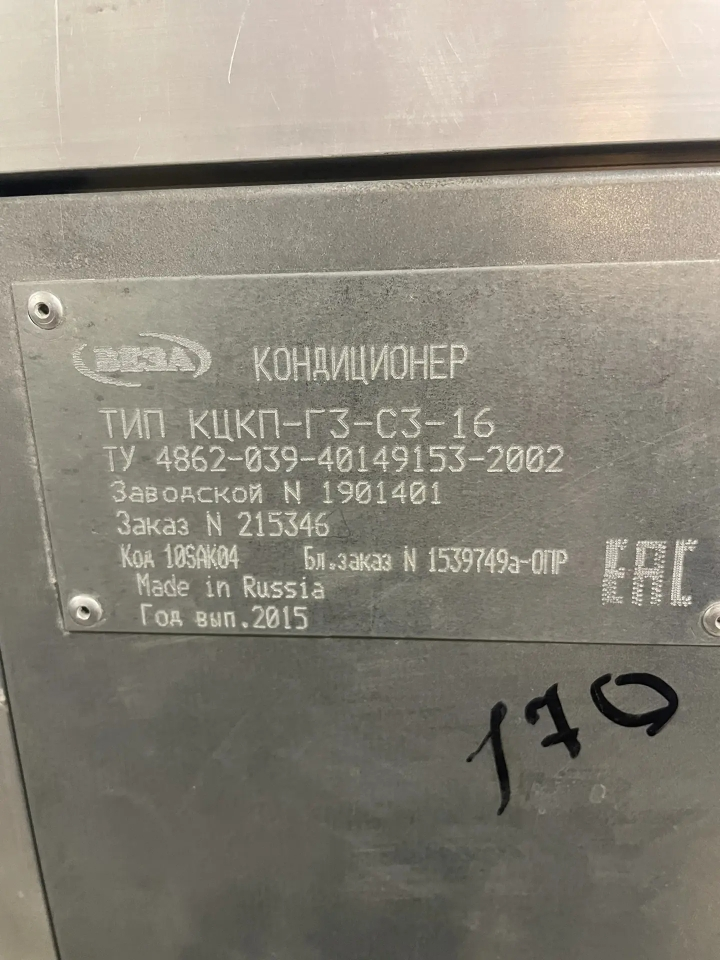 ВЕЗА КОНДИЦИОНЕР
ТИП КЦКП-Г3-С3-16
ТУ 4862-039-40149153-2002
Заводской N 1901401
Заказ N 215346
Код 10SAK04 Бл.заказ N 1539749а-ОПР
EAC
Made in Russia
Год вып.2015
170